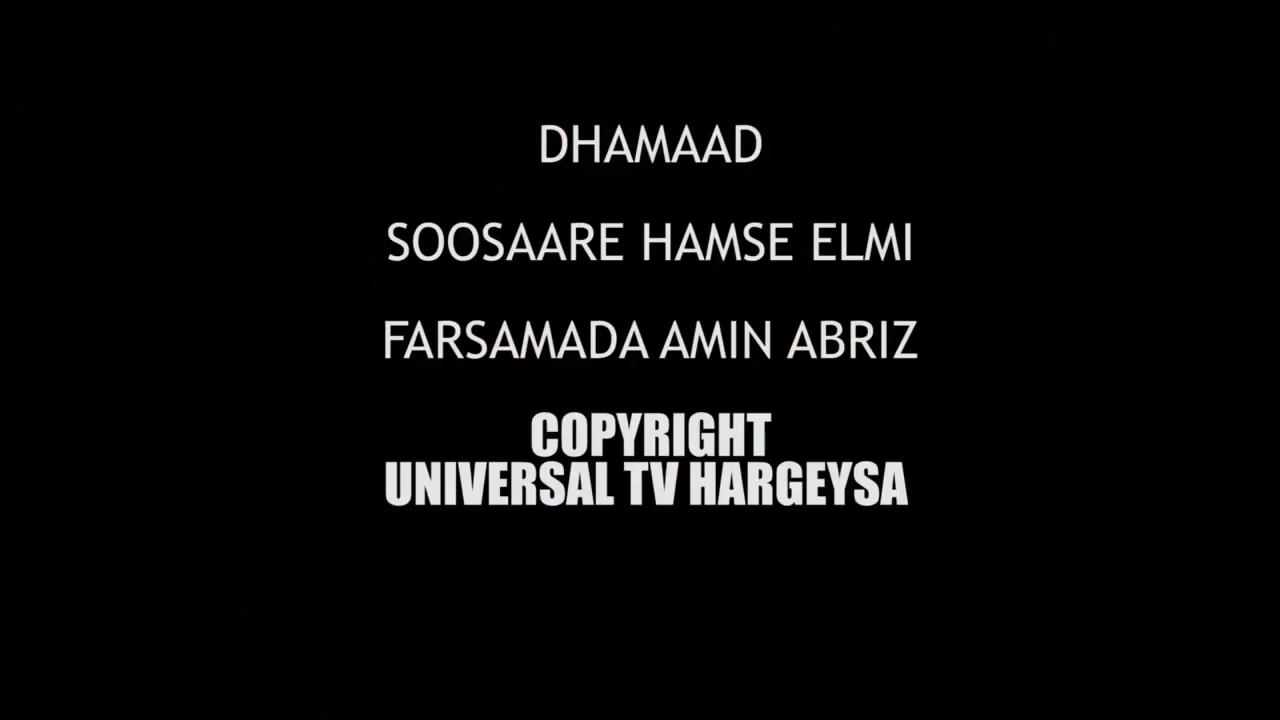 DHAMAAD
SOOSAARE HAMSE ELMI
FARSAMADA AMIN ABRIZ
COPYRIGHT
UNIVERSAL TV HARGEYSA